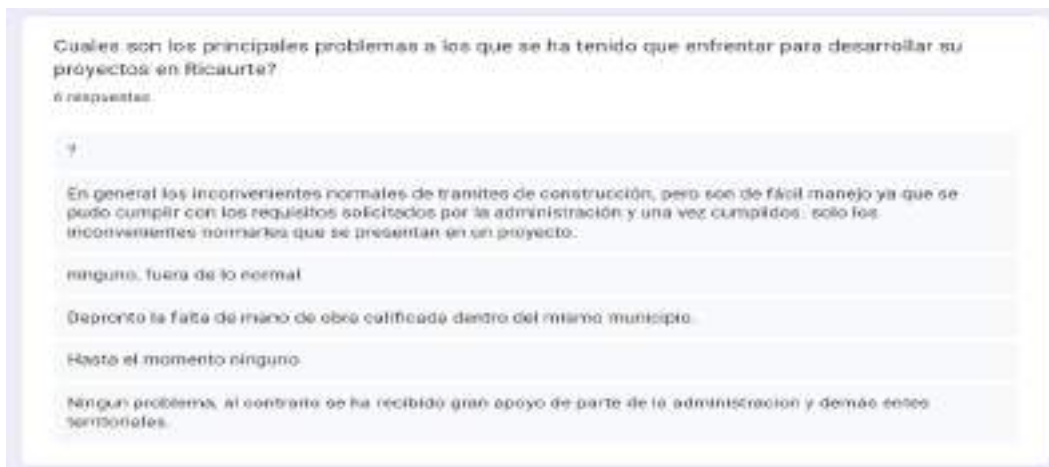 Cuales son los principales problemas a los que se ha tenido que enfrentar para desarrollar su
proyectos en Ricaurte?
6 respuestas
?
En general los inconvenientes normales de tramites de construcción, pero son de fácil manejo ya que se
pudo cumplir con los requisitos solicitados por la administración y una vez cumplidos. solo los
inconvenientes normarles que se presentan en un proyecto.
ninguno, fuera de lo normal
Depronto la falta de mano de obra calificada dentro del mismo municipio.
Hasta el momento ninguno
Ningun problema, al contrario se ha recibido gran apoyo de parte de la administracion y demás entes
territoriales.